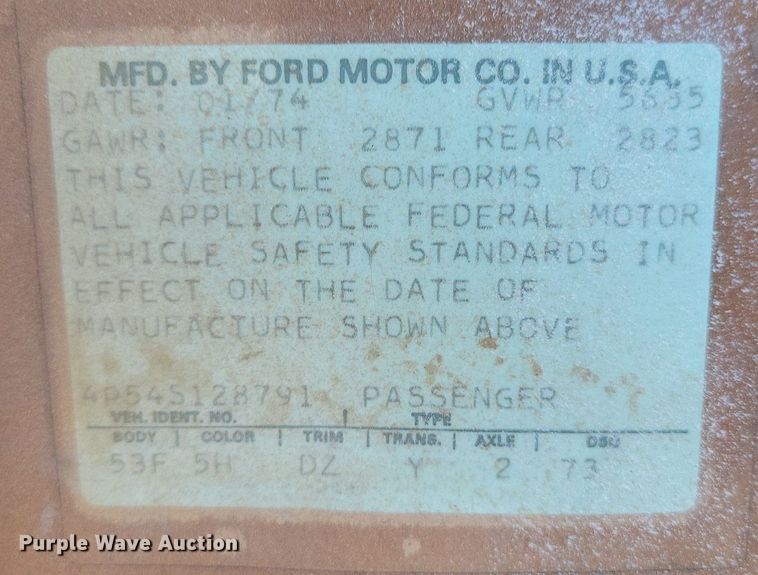 MFD. BY FORD MOTOR CO. IN U.S.A.
DATE: 01/74 GVWR 5635
GAWR: FRONT 2871 REAR 2823
THIS VEHICLE CONFORMS TO
ALL APPLICABLE FEDERAL MOTOR
VEHICLE SAFETY STANDARDS IN
EFFECT ON THE DATE OF
MANUFACTURE SHOWN ABOVE
4P54S128791 PASSENGER
VEH. IDENT. NO. | TYPE
BODY | COLOR | TRIM | TRANS. | AXLE | DSO
53F 5H DZ Y 2 73
Purple Wave Auction